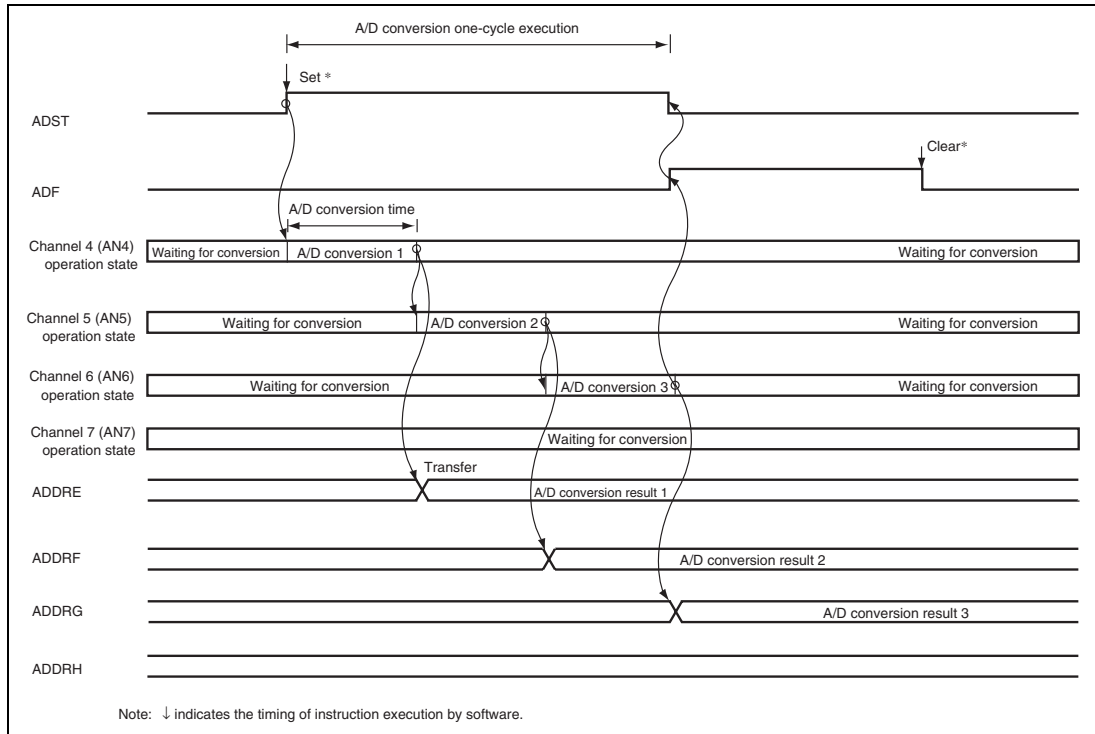 A/D conversion one-cycle execution
Set *
ADST
Clear*
ADF
A/D conversion time
Channel 4 (AN4)
operation state
Waiting for conversion
A/D conversion 1
Waiting for conversion
Channel 5 (AN5)
operation state
Waiting for conversion
A/D conversion 2
Waiting for conversion
Channel 6 (AN6)
operation state
Waiting for conversion
A/D conversion 3
Waiting for conversion
Channel 7 (AN7)
operation state
Waiting for conversion
Transfer
ADDRE
A/D conversion result 1
ADDRF
A/D conversion result 2
ADDRG
A/D conversion result 3
ADDRH
Note: ↓ indicates the timing of instruction execution by software.